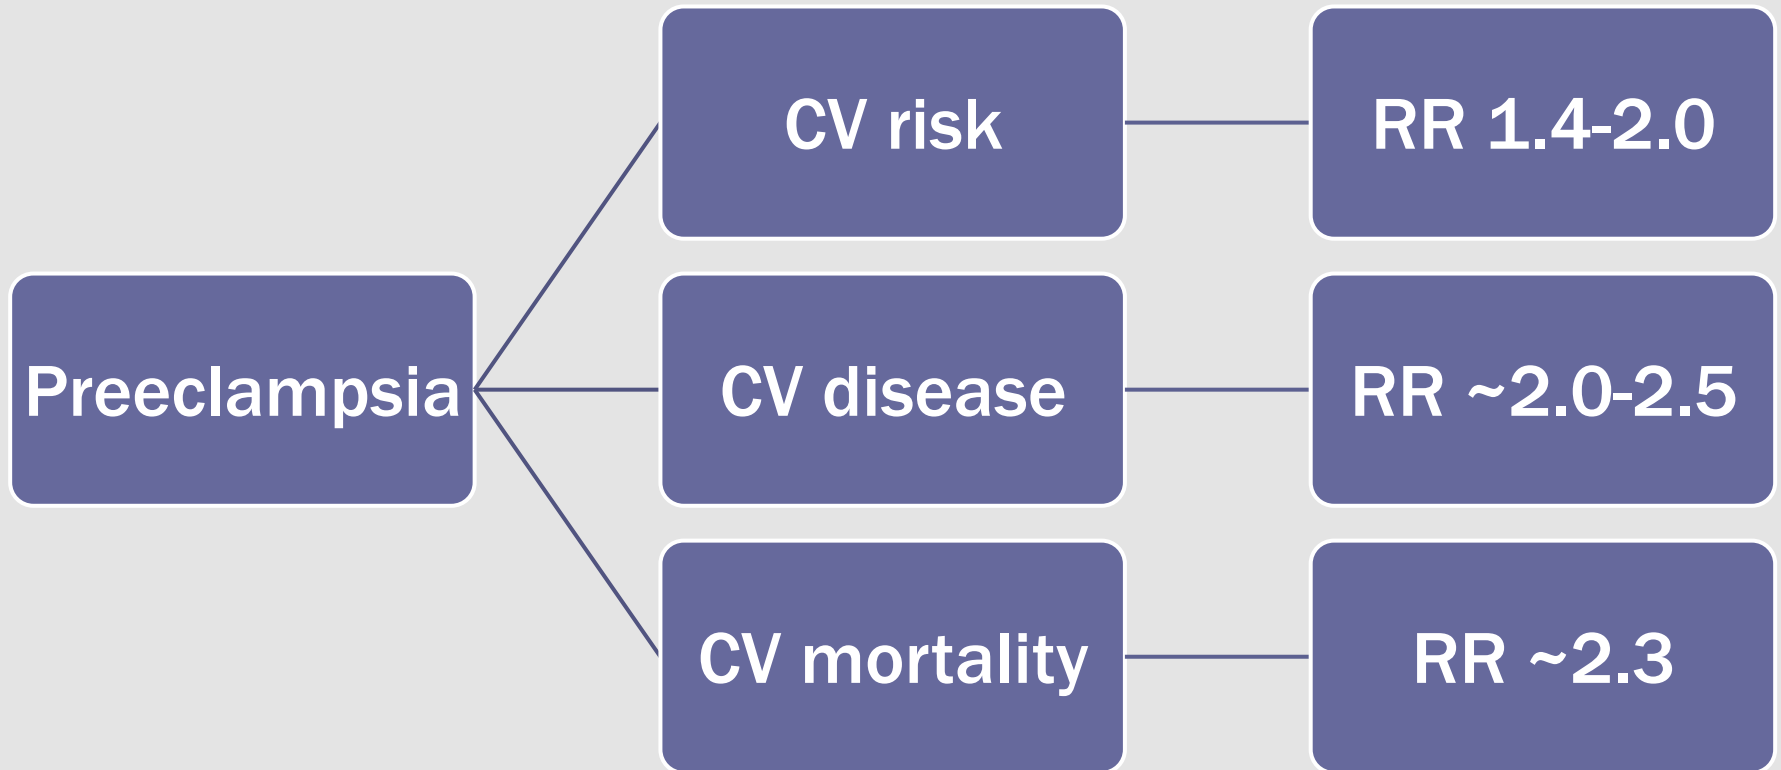 Preeclampsia
CV risk
RR 1.4-2.0
CV disease
RR ~2.0-2.5
CV mortality
RR ~2.3